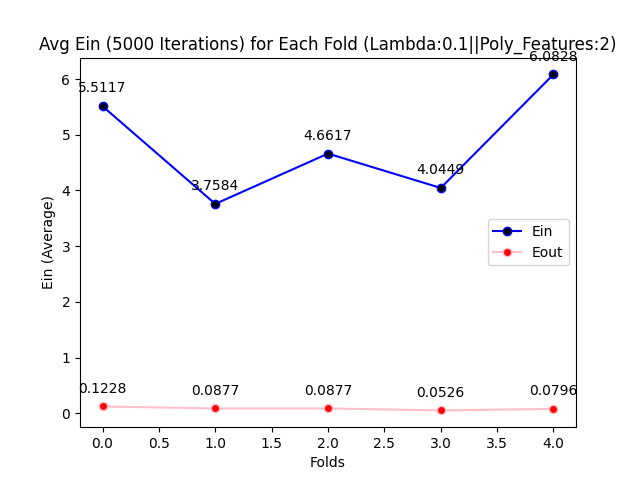 Avg Ein (5000 Iterations) for Each Fold (Lambda:0.1||Poly_Features:2)
6.0828
5.5117
4.6617
4.0449
3.7584
0.1228
0.0877
0.0877
0.0526
0.0796
Ein
Eout
Ein (Average)
6
5
4
3
2
1
0
0.0 0.5 1.0 1.5 2.0 2.5 3.0 3.5 4.0
Folds